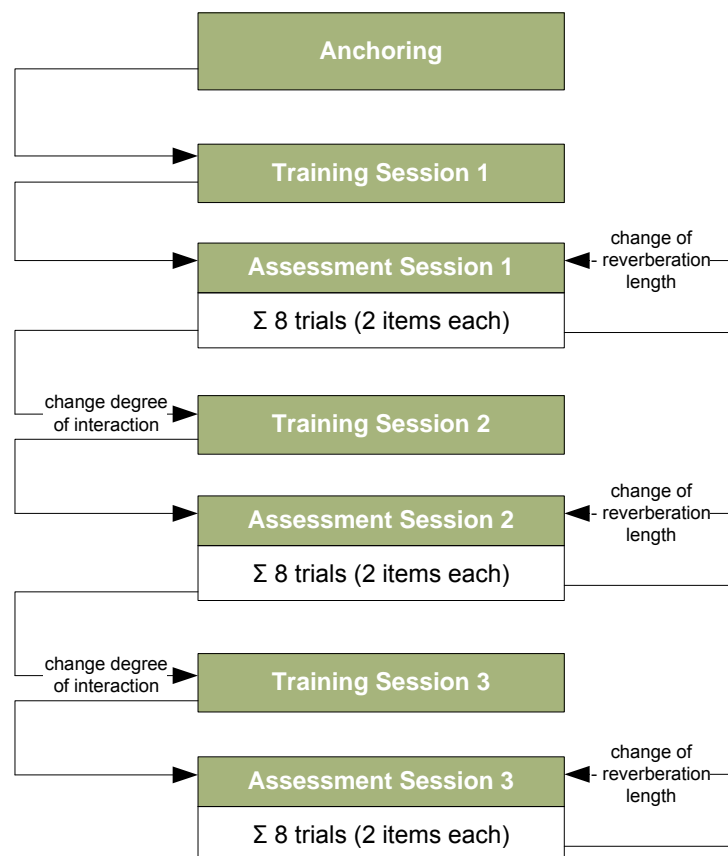 Anchoring
Training Session 1
Assessment Session 1
change of
reverberation
length
Σ 8 trials (2 items each)
change degree
of interaction
Training Session 2
Assessment Session 2
change of
reverberation
length
Σ 8 trials (2 items each)
change degree
of interaction
Training Session 3
Assessment Session 3
change of
reverberation
length
Σ 8 trials (2 items each)